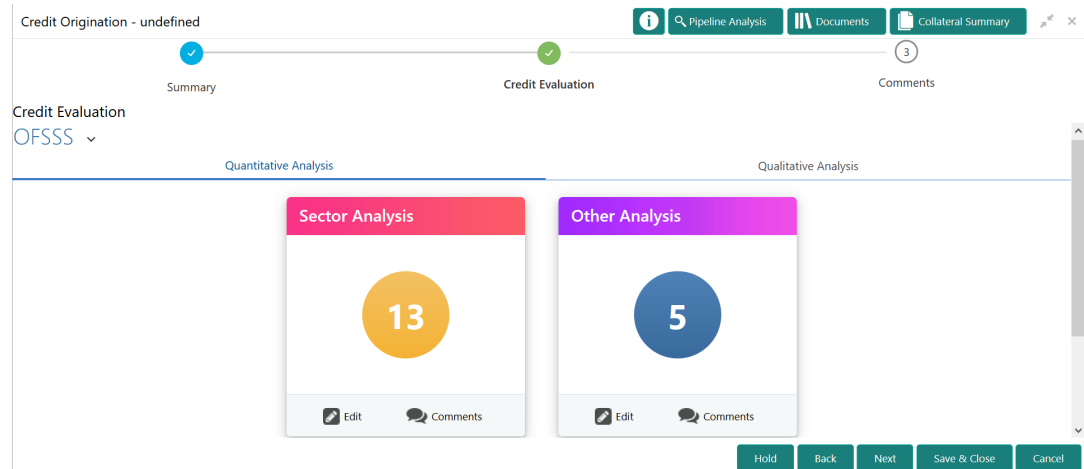 Credit Origination - undefined
i Pipeline Analysis Documents Collateral Summary
3
Summary Credit Evaluation Comments
Credit Evaluation
OFSSS
Quantitative Analysis Qualitative Analysis
Sector Analysis Other Analysis
13 5
Edit Comments Edit Comments
Hold Back Next Save & Close Cancel